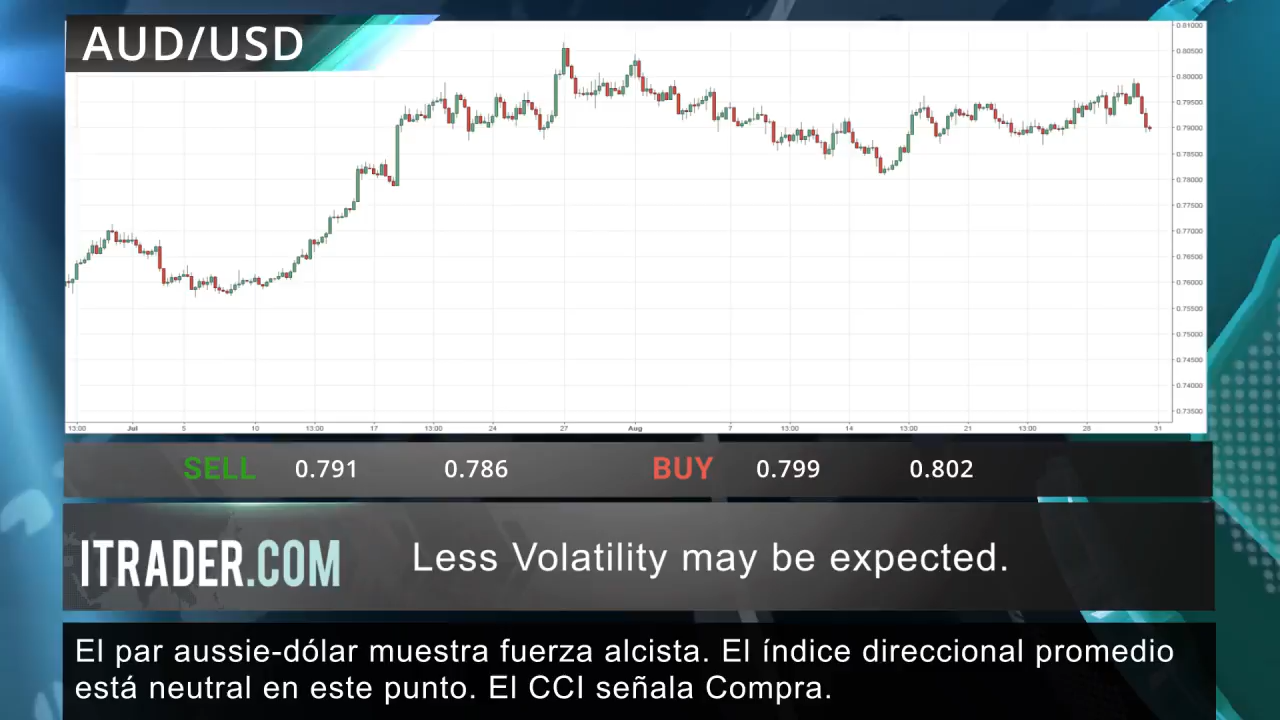 AUD/USD
0.81000
0.80500
0.80000
0.79500
0.79000
0.78500
0.78000
0.77500
0.77000
0.76500
0.76000
0.75500
0.75000
0.74500
0.74000
0.73500
13:00 Jul 5 10 13:00 17 13:00 24 27 Aug 7 13:00 14 13:00 21 13:00 28 31
SELL 0.791 0.786 BUY 0.799 0.802
ITRADER.COM
Less Volatility may be expected.
El par aussie-dólar muestra fuerza alcista. El índice direccional promedio
está neutral en este punto. El CCI señala Compra.